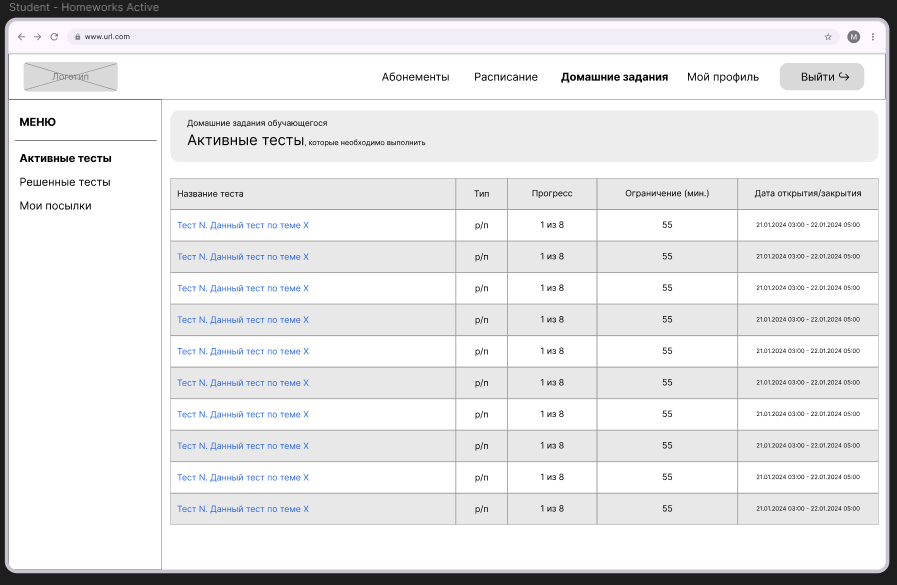 Student - Homeworks Active
www.url.com
M
Логотип
Абонементы
Расписание
Домашние задания
Мой профиль
Выйти
МЕНЮ
Активные тесты
Решенные тесты
Мои посылки
Домашние задания обучающегося
Активные тесты, которые необходимо выполнить
Название теста Тип Прогресс Ограничение (мин.) Дата открытия/закрытия
Тест N. Данный тест по теме X р/п 1 из 8 55 21.01.2024 03:00 - 22.01.2024 05:00
Тест N. Данный тест по теме X р/п 1 из 8 55 21.01.2024 03:00 - 22.01.2024 05:00
Тест N. Данный тест по теме X р/п 1 из 8 55 21.01.2024 03:00 - 22.01.2024 05:00
Тест N. Данный тест по теме X р/п 1 из 8 55 21.01.2024 03:00 - 22.01.2024 05:00
Тест N. Данный тест по теме X р/п 1 из 8 55 21.01.2024 03:00 - 22.01.2024 05:00
Тест N. Данный тест по теме X р/п 1 из 8 55 21.01.2024 03:00 - 22.01.2024 05:00
Тест N. Данный тест по теме X р/п 1 из 8 55 21.01.2024 03:00 - 22.01.2024 05:00
Тест N. Данный тест по теме X р/п 1 из 8 55 21.01.2024 03:00 - 22.01.2024 05:00
Тест N. Данный тест по теме X р/п 1 из 8 55 21.01.2024 03:00 - 22.01.2024 05:00
Тест N. Данный тест по теме X р/п 1 из 8 55 21.01.2024 03:00 - 22.01.2024 05:00